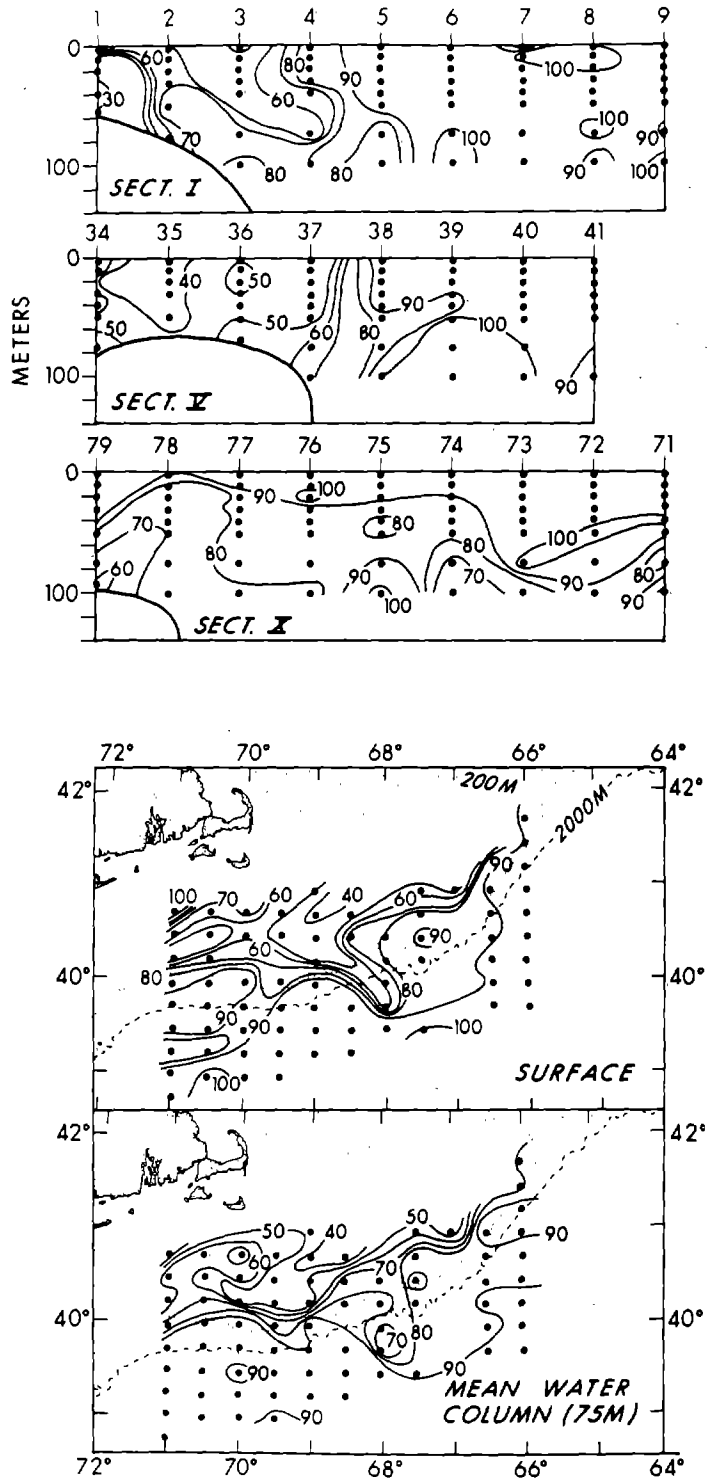 1 2 3 4 5 6 7 8 9
0 60 80 90 100
30 60 100
70 100 90
100 80 80 90 100
SECT. I
34 35 36 37 38 39 40 41
0 40 50
90
50 50 60 80 100
100 90
SECT. V
METERS
79 78 77 76 75 74 73 72 71
0 90 100
70 80 100
80 80
60 90 70 90 80
100 100 90
SECT. X
72° 70° 68° 66° 64°
42° 200M 2000M 42°
90
100 70 60 40 60
60 90
40° 40°
80 80
90 90 100
100
SURFACE
42° 42°
50 40 50
60 70 90
40° 40°
70 80
90 90
90
MEAN WATER
COLUMN (75M)
72° 70° 68° 66° 64°